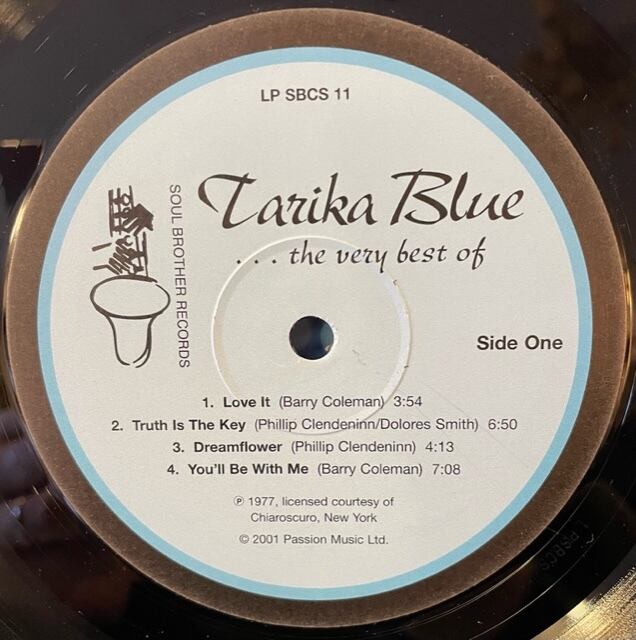 LP SBCS 11
Tarika Blue
. . . the very best of
SOUL BROTHER RECORDS
Side One
1. Love It (Barry Coleman) 3:54
2. Truth Is The Key (Phillip Clendeninn/Dolores Smith) 6:50
3. Dreamflower (Phillip Clendeninn) 4:13
4. You'll Be With Me (Barry Coleman) 7:08
℗ 1977, licensed courtesy of
Chiaroscuro, New York
© 2001 Passion Music Ltd.